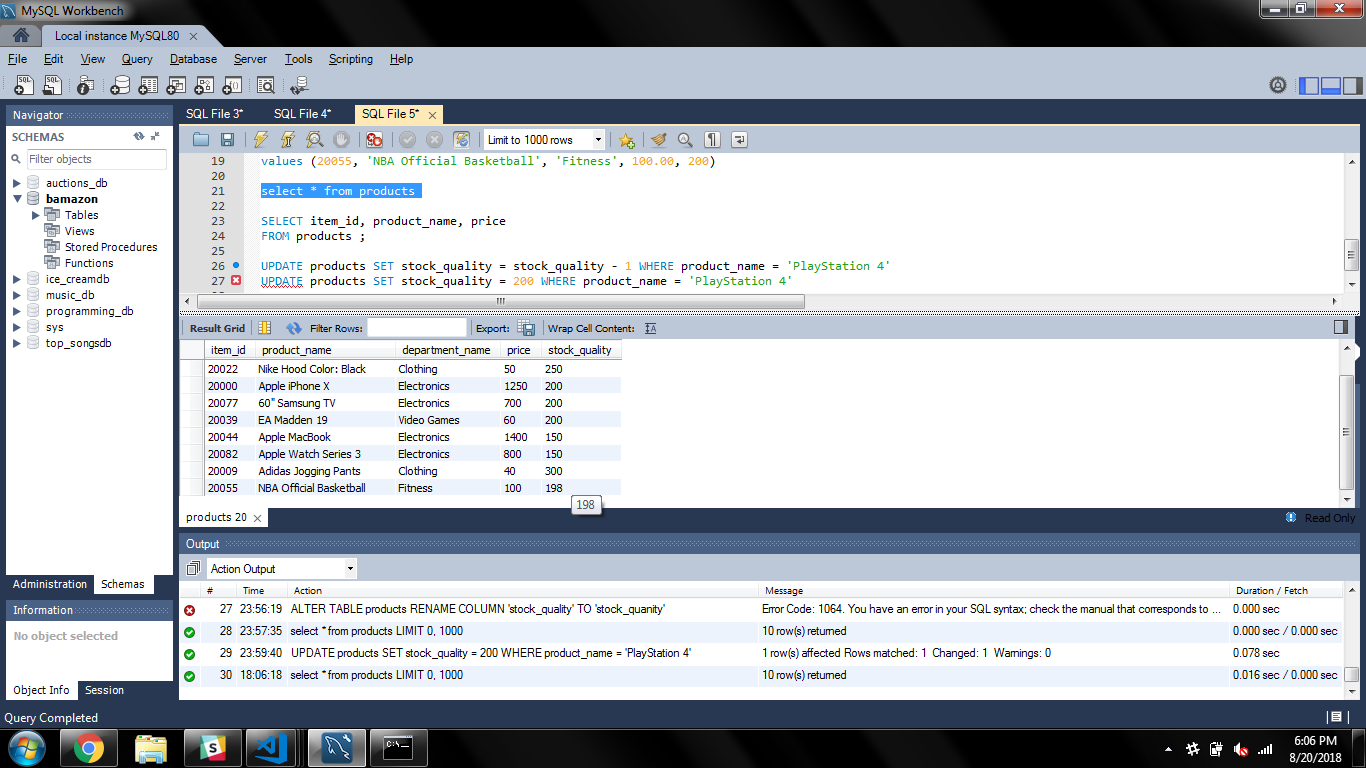 MySQL Workbench
Local instance MySQL80
File Edit View Query Database Server Tools Scripting Help
Navigator
SCHEMAS
Filter objects
auctions_db
bamazon
Tables
Views
Stored Procedures
Functions
ice_creamdb
music_db
programming_db
sys
top_songsdb
Administration Schemas
Information
No object selected
Object Info Session
SQL File 3* SQL File 4* SQL File 5*
Limit to 1000 rows
19 values (20055, 'NBA Official Basketball', 'Fitness', 100.00, 200)
20
21 select * from products
22
23 SELECT item_id, product_name, price
24 FROM products ;
25
26 UPDATE products SET stock_quality = stock_quality - 1 WHERE product_name = 'PlayStation 4'
27 UPDATE products SET stock_quality = 200 WHERE product_name = 'PlayStation 4'
Result Grid Filter Rows: Export: Wrap Cell Content:
item_id product_name department_name price stock_quality
20022 Nike Hood Color: Black Clothing 50 250
20000 Apple iPhone X Electronics 1250 200
20077 60" Samsung TV Electronics 700 200
20039 EA Madden 19 Video Games 60 200
20044 Apple MacBook Electronics 1400 150
20082 Apple Watch Series 3 Electronics 800 150
20009 Adidas Jogging Pants Clothing 40 300
20055 NBA Official Basketball Fitness 100 198
198
products 20
Read Only
Output
Action Output
# Time Action Message Duration / Fetch
27 23:56:19 ALTER TABLE products RENAME COLUMN 'stock_quality' TO 'stock_quanity' Error Code: 1064. You have an error in your SQL syntax; check the manual that corresponds to ... 0.000 sec
28 23:57:35 select * from products LIMIT 0, 1000 10 row(s) returned 0.000 sec / 0.000 sec
29 23:59:40 UPDATE products SET stock_quality = 200 WHERE product_name = 'PlayStation 4' 1 row(s) affected Rows matched: 1 Changed: 1 Warnings: 0 0.078 sec
30 18:06:18 select * from products LIMIT 0, 1000 10 row(s) returned 0.016 sec / 0.000 sec
Query Completed
6:06 PM
8/20/2018